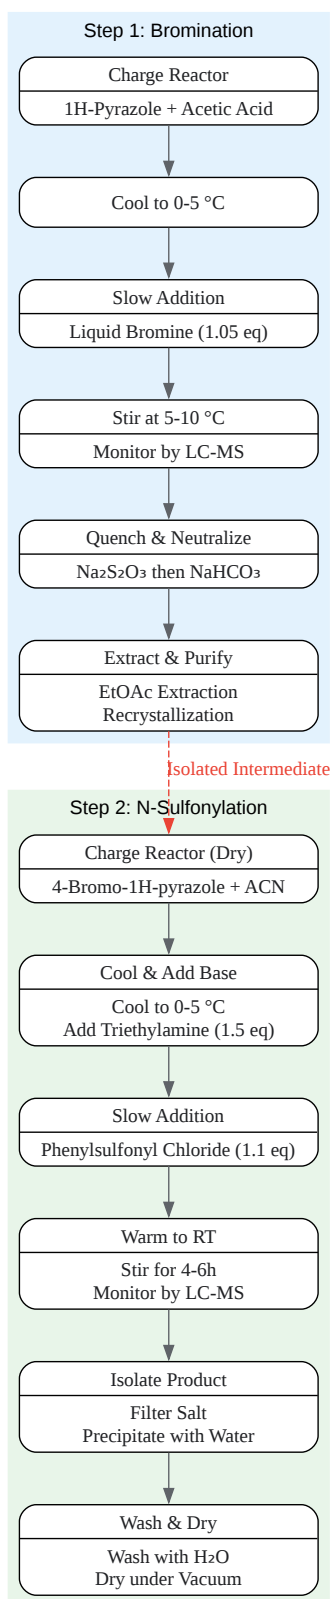 Step 1: Bromination
Charge Reactor
1H-Pyrazole + Acetic Acid
Cool to 0-5 °C
Slow Addition
Liquid Bromine (1.05 eq)
Stir at 5-10 °C
Monitor by LC-MS
Quench & Neutralize
Na₂S₂O₃ then NaHCO₃
Extract & Purify
EtOAc Extraction
Recrystallization
Isolated Intermediate
Step 2: N-Sulfonylation
Charge Reactor (Dry)
4-Bromo-1H-pyrazole + ACN
Cool & Add Base
Cool to 0-5 °C
Add Triethylamine (1.5 eq)
Slow Addition
Phenylsulfonyl Chloride (1.1 eq)
Warm to RT
Stir for 4-6h
Monitor by LC-MS
Isolate Product
Filter Salt
Precipitate with Water
Wash & Dry
Wash with H₂O
Dry under Vacuum